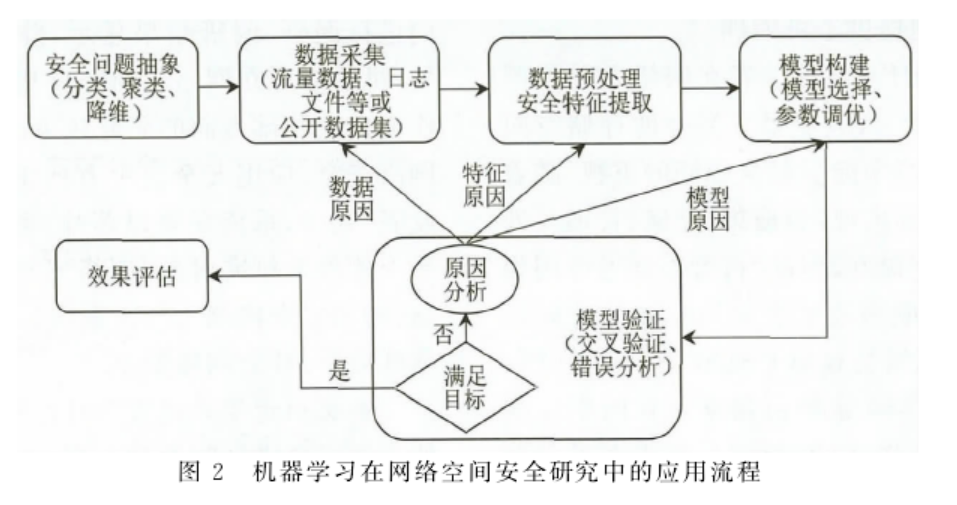 安全问题抽象
(分类、聚类、
降维)
数据采集
(流量数据、日志
文件等或
公开数据集)
数据预处理
安全特征提取
模型构建
(模型选择、
参数调优)
数据
原因
特征
原因
模型
原因
效果评估
原因
分析
否
是
满足
目标
模型验证
(交叉验证、
错误分析)
图 2 机器学习在网络空间安全研究中的应用流程